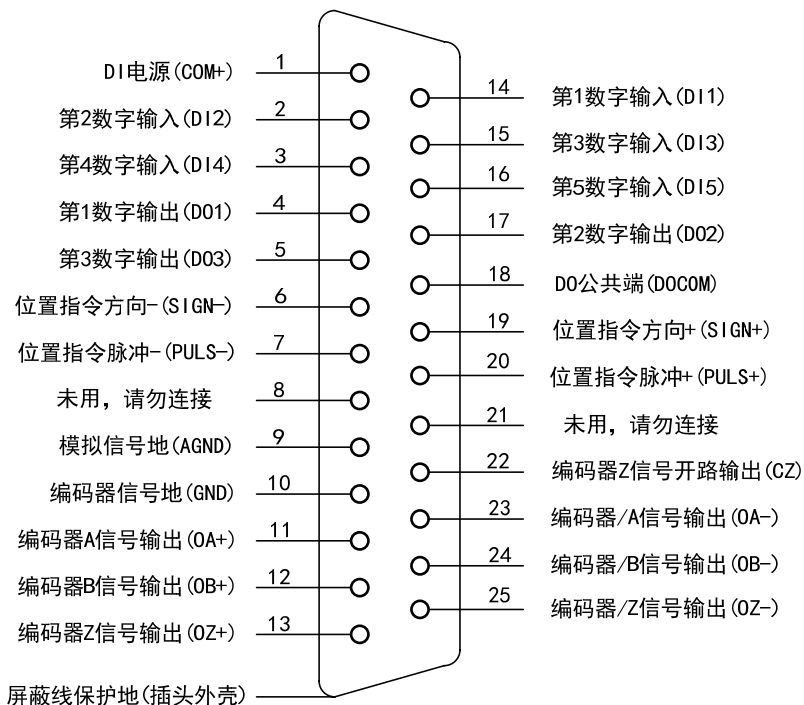 DI电源(COM+) 1
第2数字输入(DI2) 2
第4数字输入(DI4) 3
第1数字输出(DO1) 4
第3数字输出(DO3) 5
位置指令方向-(SIGN-) 6
位置指令脉冲-(PULS-) 7
未用，请勿连接 8
模拟信号地(AGND) 9
编码器信号地(GND) 10
编码器A信号输出(OA+) 11
编码器B信号输出(OB+) 12
编码器Z信号输出(OZ+) 13
屏蔽线保护地(插头外壳)
14 第1数字输入(DI1)
15 第3数字输入(DI3)
16 第5数字输入(DI5)
17 第2数字输出(DO2)
18 DO公共端(DOCOM)
19 位置指令方向+(SIGN+)
20 位置指令脉冲+(PULS+)
21 未用，请勿连接
22 编码器Z信号开路输出(CZ)
23 编码器/A信号输出(OA-)
24 编码器/B信号输出(OB-)
25 编码器/Z信号输出(OZ-)